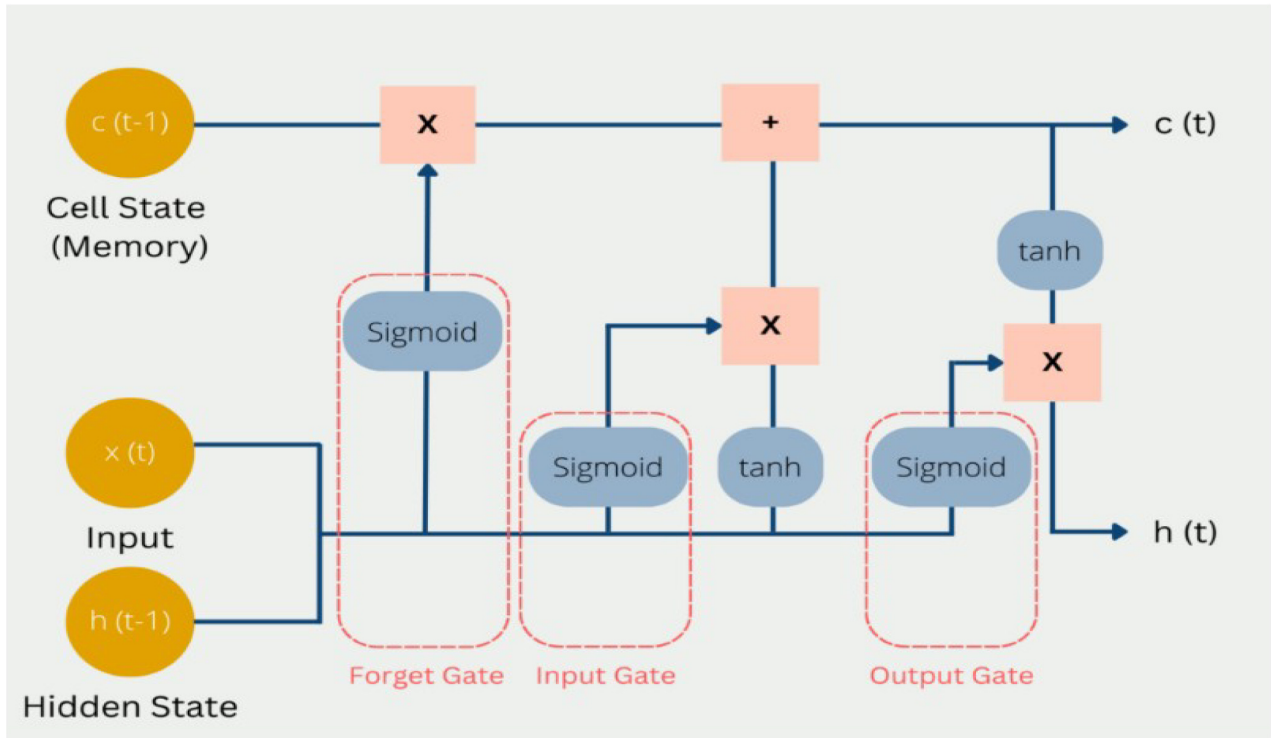 c (t-1)
X
+
c (t)
Cell State
(Memory)
tanh
Sigmoid
X
X
x (t)
Sigmoid
tanh
Sigmoid
Input
h (t)
h (t-1)
Forget Gate
Input Gate
Output Gate
Hidden State